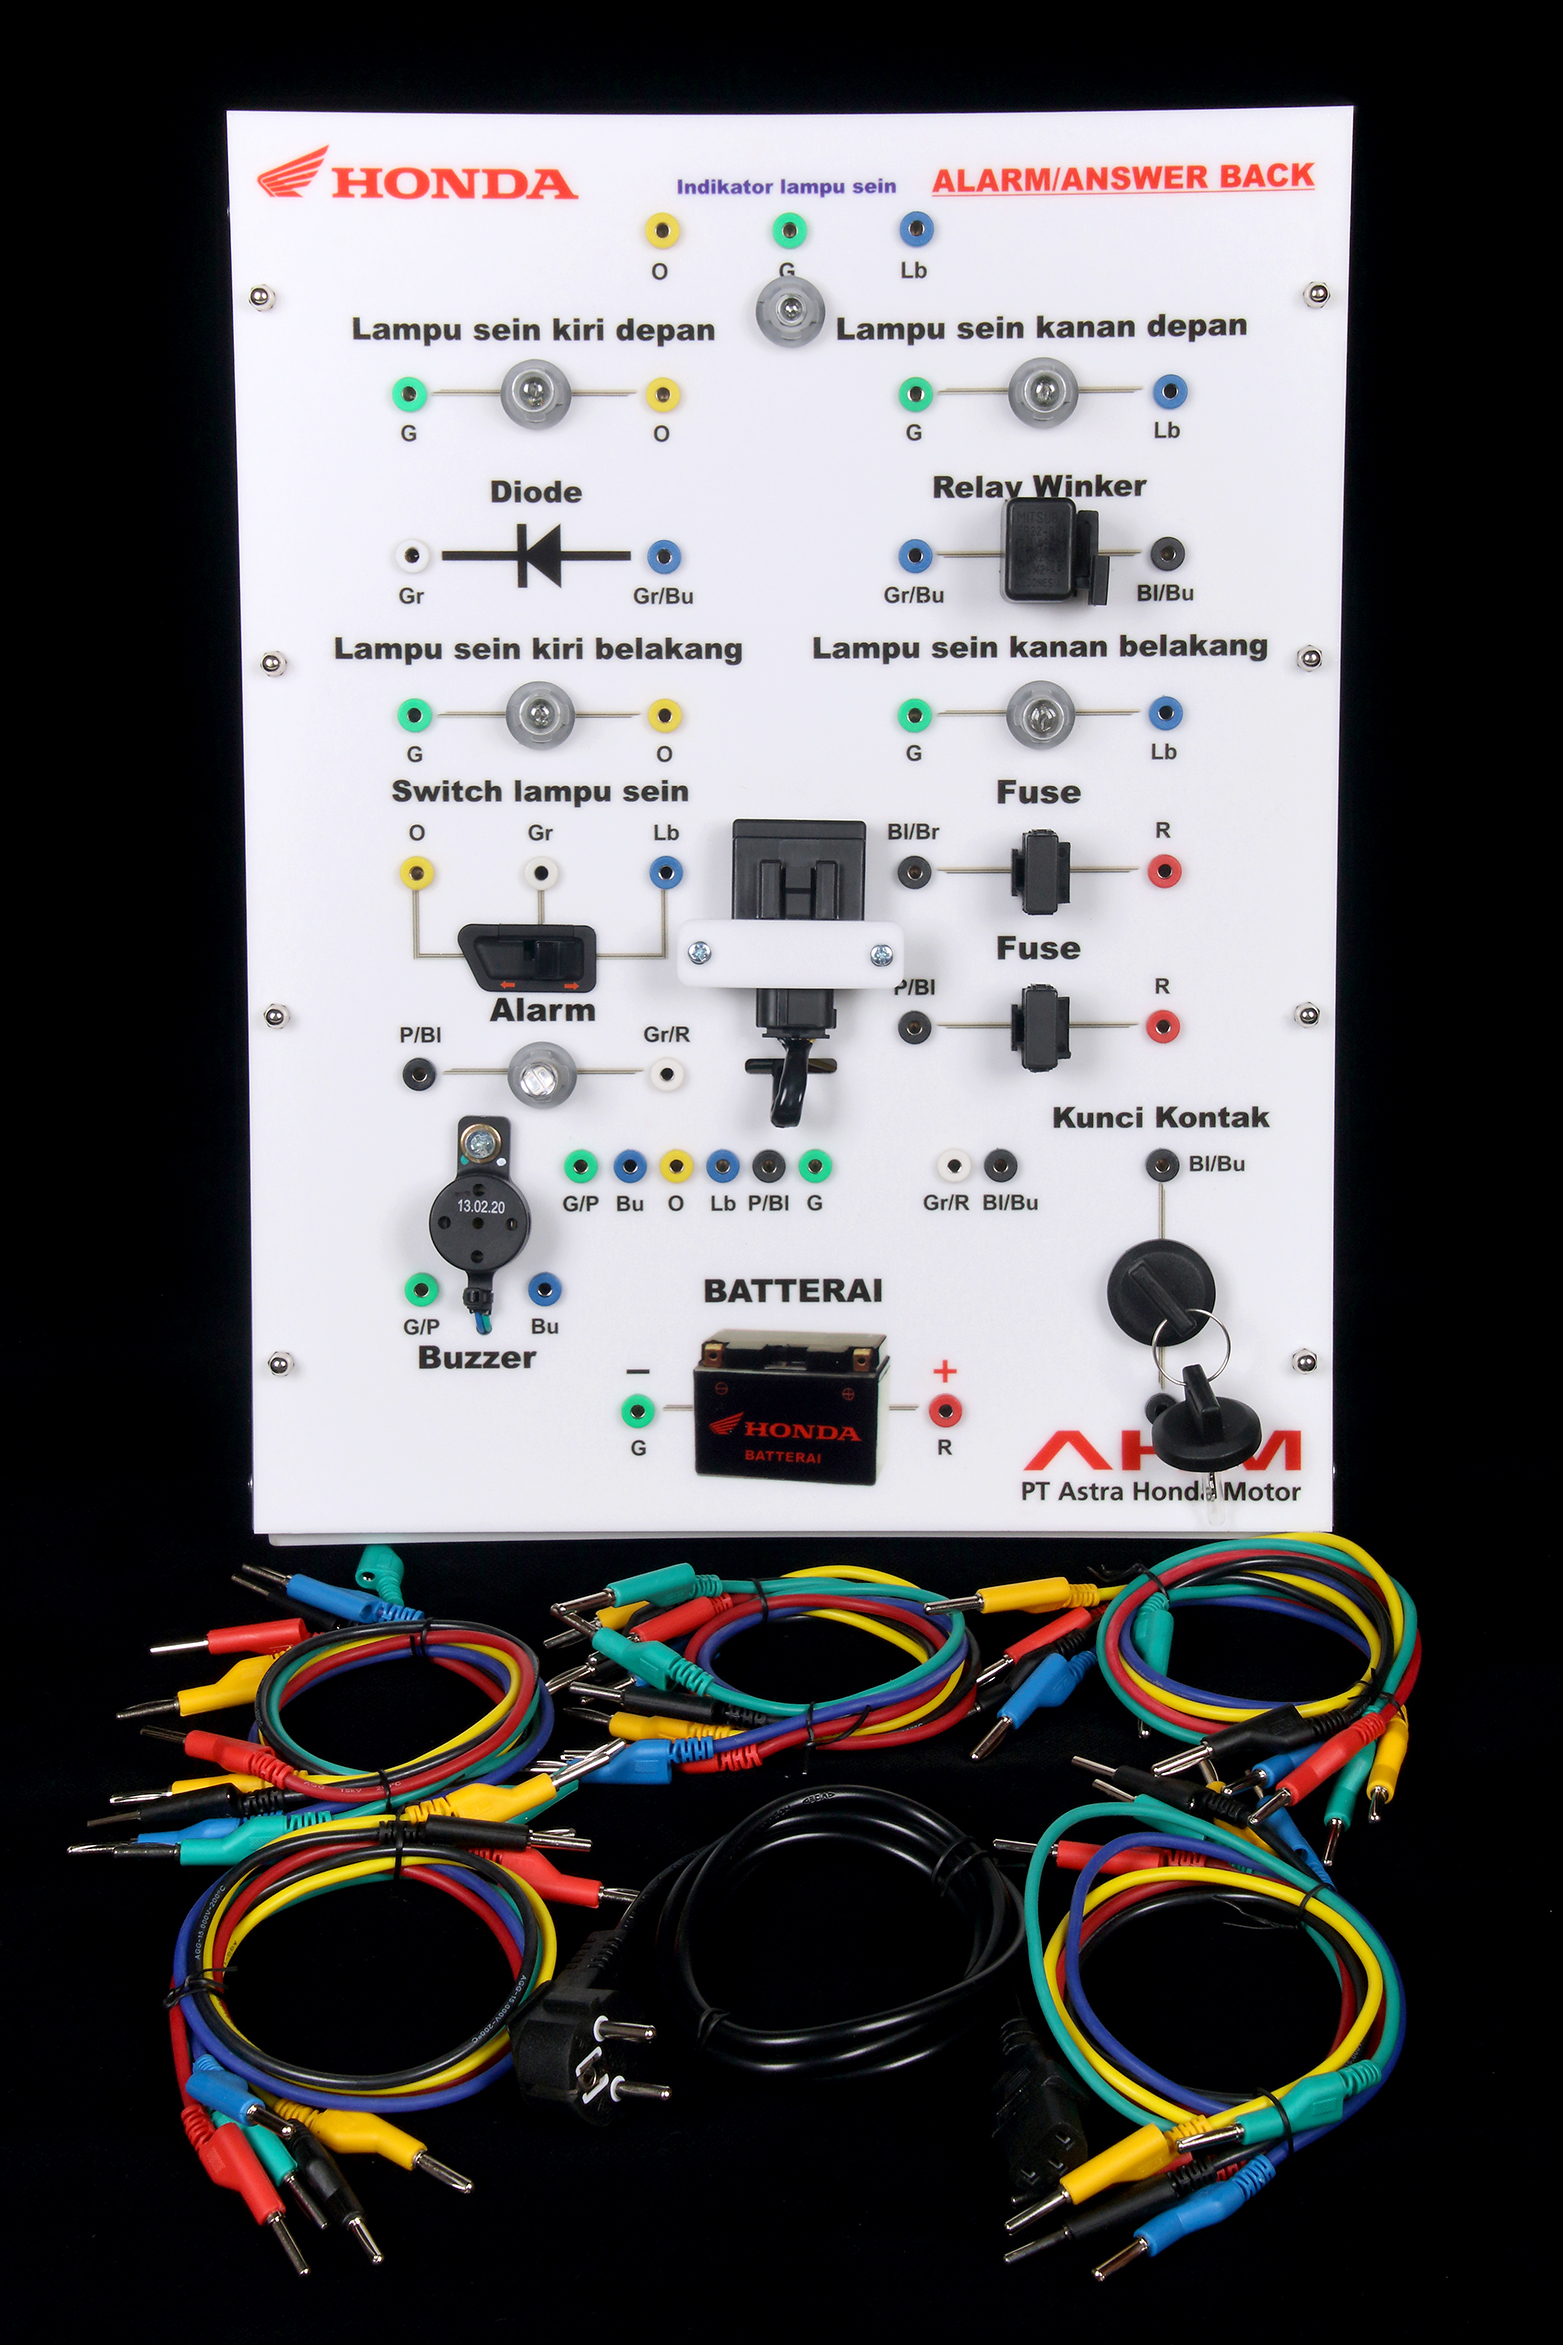 HONDA
Indikator lampu sein
ALARM/ANSWER BACK
O G Lb
Lampu sein kiri depan
Lampu sein kanan depan
G O
G Lb
Diode
Relay Winker
Gr Gr/Bu
Gr/Bu Bl/Bu
Lampu sein kiri belakang
Lampu sein kanan belakang
G O
G Lb
Switch lampu sein
Fuse
O Gr Lb
Bl/Br R
Fuse
Alarm
P/Bl R
P/Bl Gr/R
Kunci Kontak
Bl/Bu
G/P Bu O Lb P/Bl G
Gr/R Bl/Bu
13.02.20
G/P Bu
Buzzer
BATTERAI
− +
HONDA
BATTERAI
G R
AHM
PT Astra Honda Motor